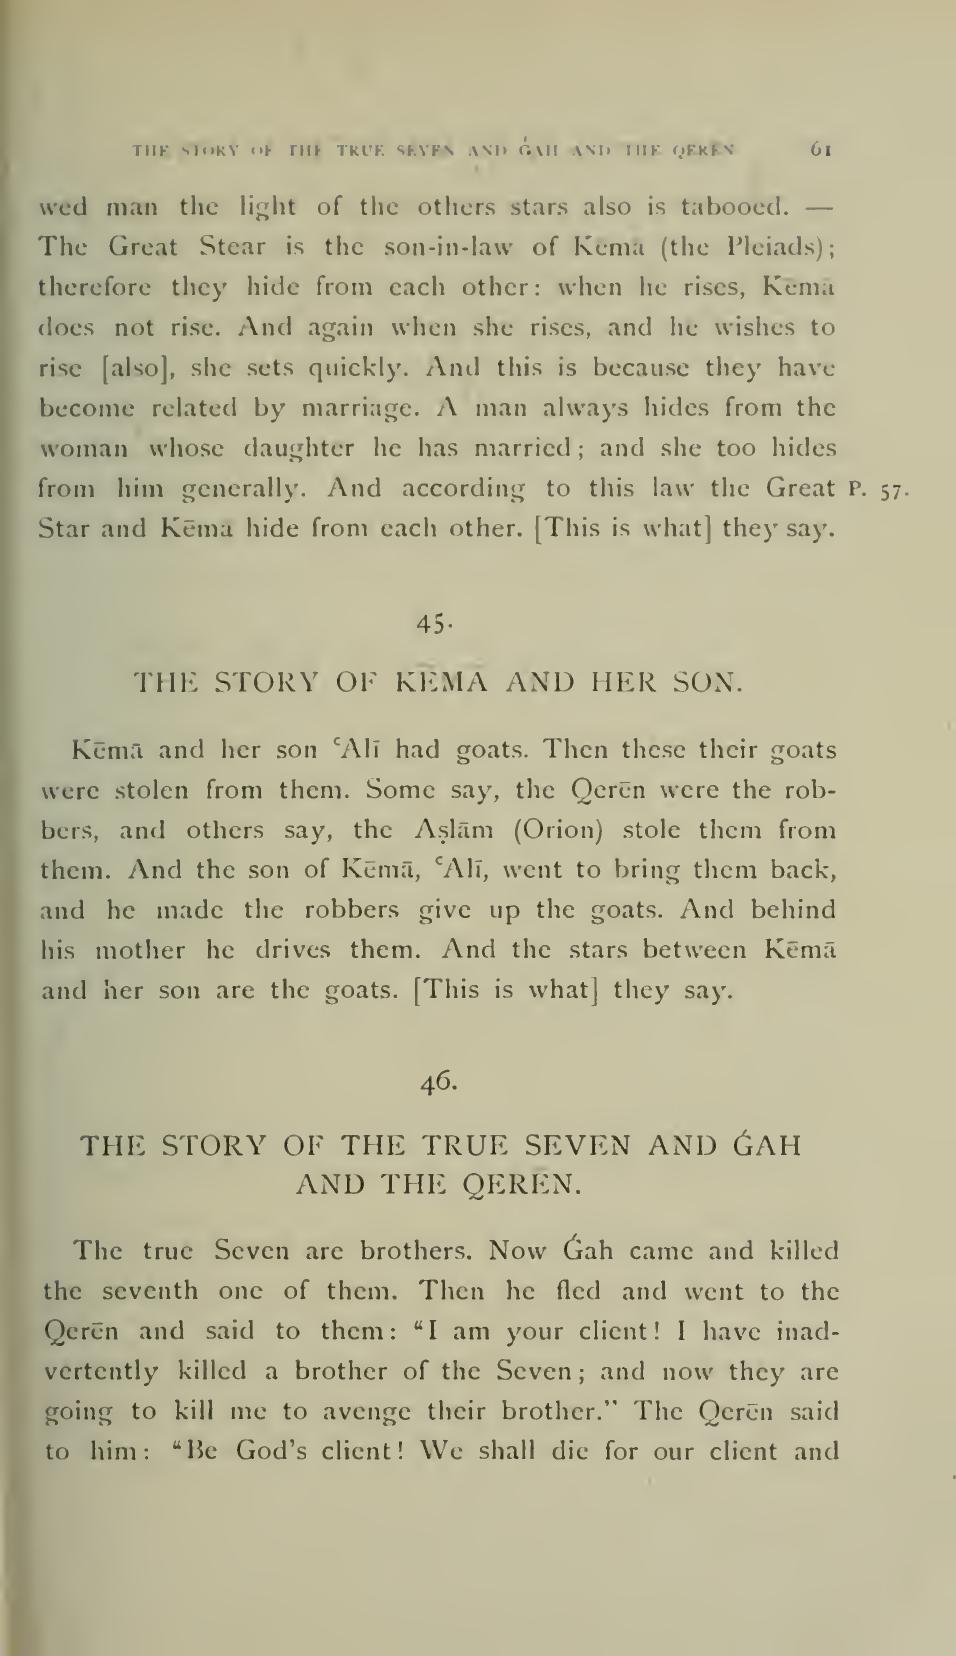 THE STORY OF THE TRUE SEVEN AND ǴAH AND THE QERĒN 61
wed man the light of the others stars also is tabooed. —
The Great Stear is the son-in-law of Kēmā (the Pleiads);
therefore they hide from each other: when he rises, Kēmā
does not rise. And again when she rises, and he wishes to
rise [also], she sets quickly. And this is because they have
become related by marriage. A man always hides from the
woman whose daughter he has married; and she too hides
from him generally. And according to this law the Great P. 57.
Star and Kēmā hide from each other. [This is what] they say.
45.
THE STORY OF KĒMĀ AND HER SON.
Kēmā and her son ʿAlī had goats. Then these their goats
were stolen from them. Some say, the Qerēn were the rob-
bers, and others say, the Aṣlām (Orion) stole them from
them. And the son of Kēmā, ʿAlī, went to bring them back,
and he made the robbers give up the goats. And behind
his mother he drives them. And the stars between Kēmā
and her son are the goats. [This is what] they say.
46.
THE STORY OF THE TRUE SEVEN AND ǴAH
AND THE QERĒN.
The true Seven are brothers. Now Ǵah came and killed
the seventh one of them. Then he fled and went to the
Qerēn and said to them: “I am your client! I have inad-
vertently killed a brother of the Seven; and now they are
going to kill me to avenge their brother.” The Qerēn said
to him: “Be God's client! We shall die for our client and